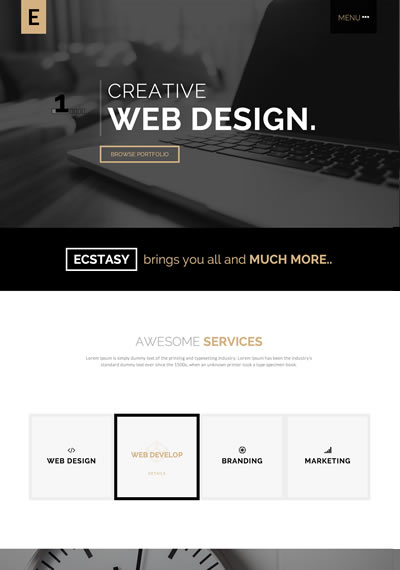 E
MENU
1
CREATIVE
WEB DESIGN.
BROWSE PORTFOLIO
ECSTASY brings you all and MUCH MORE..
AWESOME SERVICES
Lorem Ipsum is simply dummy text of the printing and typesetting industry. Lorem Ipsum has been the industry's
standard dummy text ever since the 1500s, when an unknown printer took a type specimen book.
WEB DESIGN
WEB DEVELOP
DETAILS
BRANDING
MARKETING